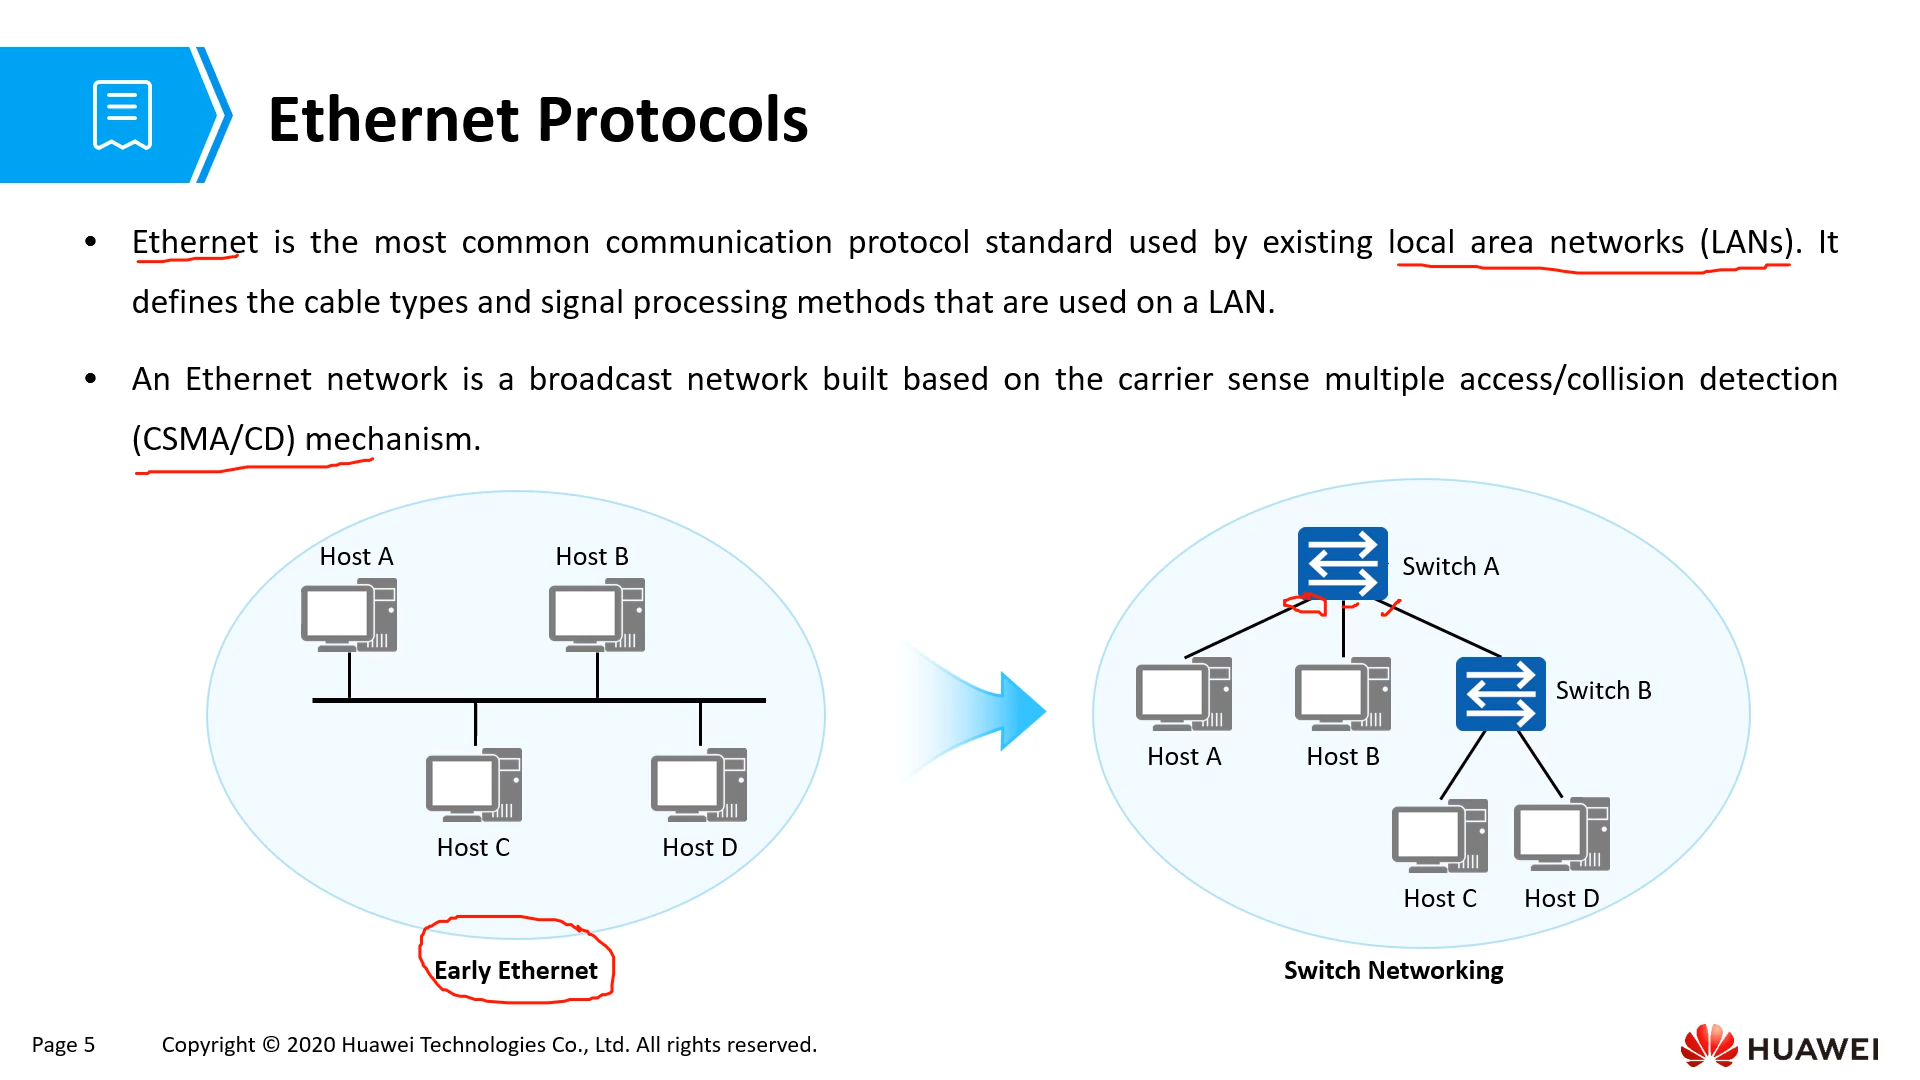 Ethernet Protocols
• Ethernet is the most common communication protocol standard used by existing local area networks (LANs). It
defines the cable types and signal processing methods that are used on a LAN.
• An Ethernet network is a broadcast network built based on the carrier sense multiple access/collision detection
(CSMA/CD) mechanism.
Host A
Host B
Host C
Host D
Early Ethernet
Switch A
Switch B
Host A
Host B
Host C
Host D
Switch Networking
Page 5
Copyright © 2020 Huawei Technologies Co., Ltd. All rights reserved.
HUAWEI